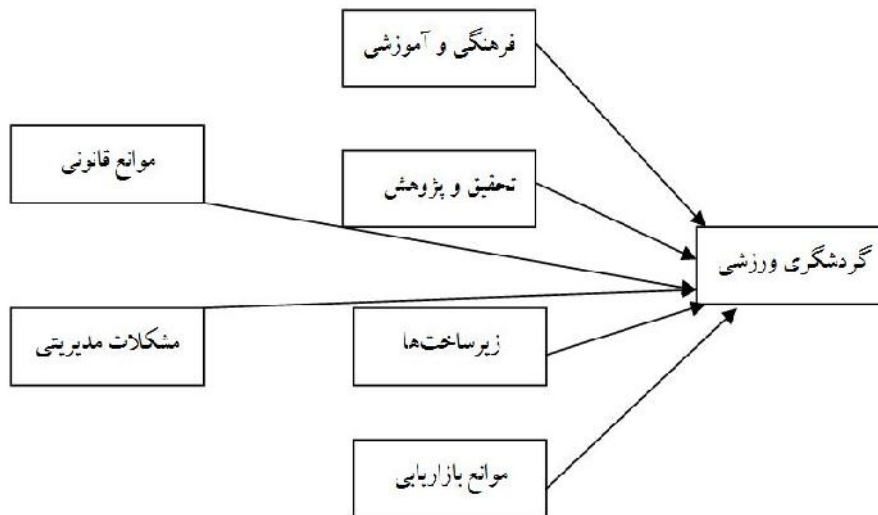 فرهنگی و آموزشی
موانع قانونی
تحقیق و پژوهش
گردشگری ورزشی
مشکلات مدیریتی
زیرساخت‌ها
موانع بازاریابی